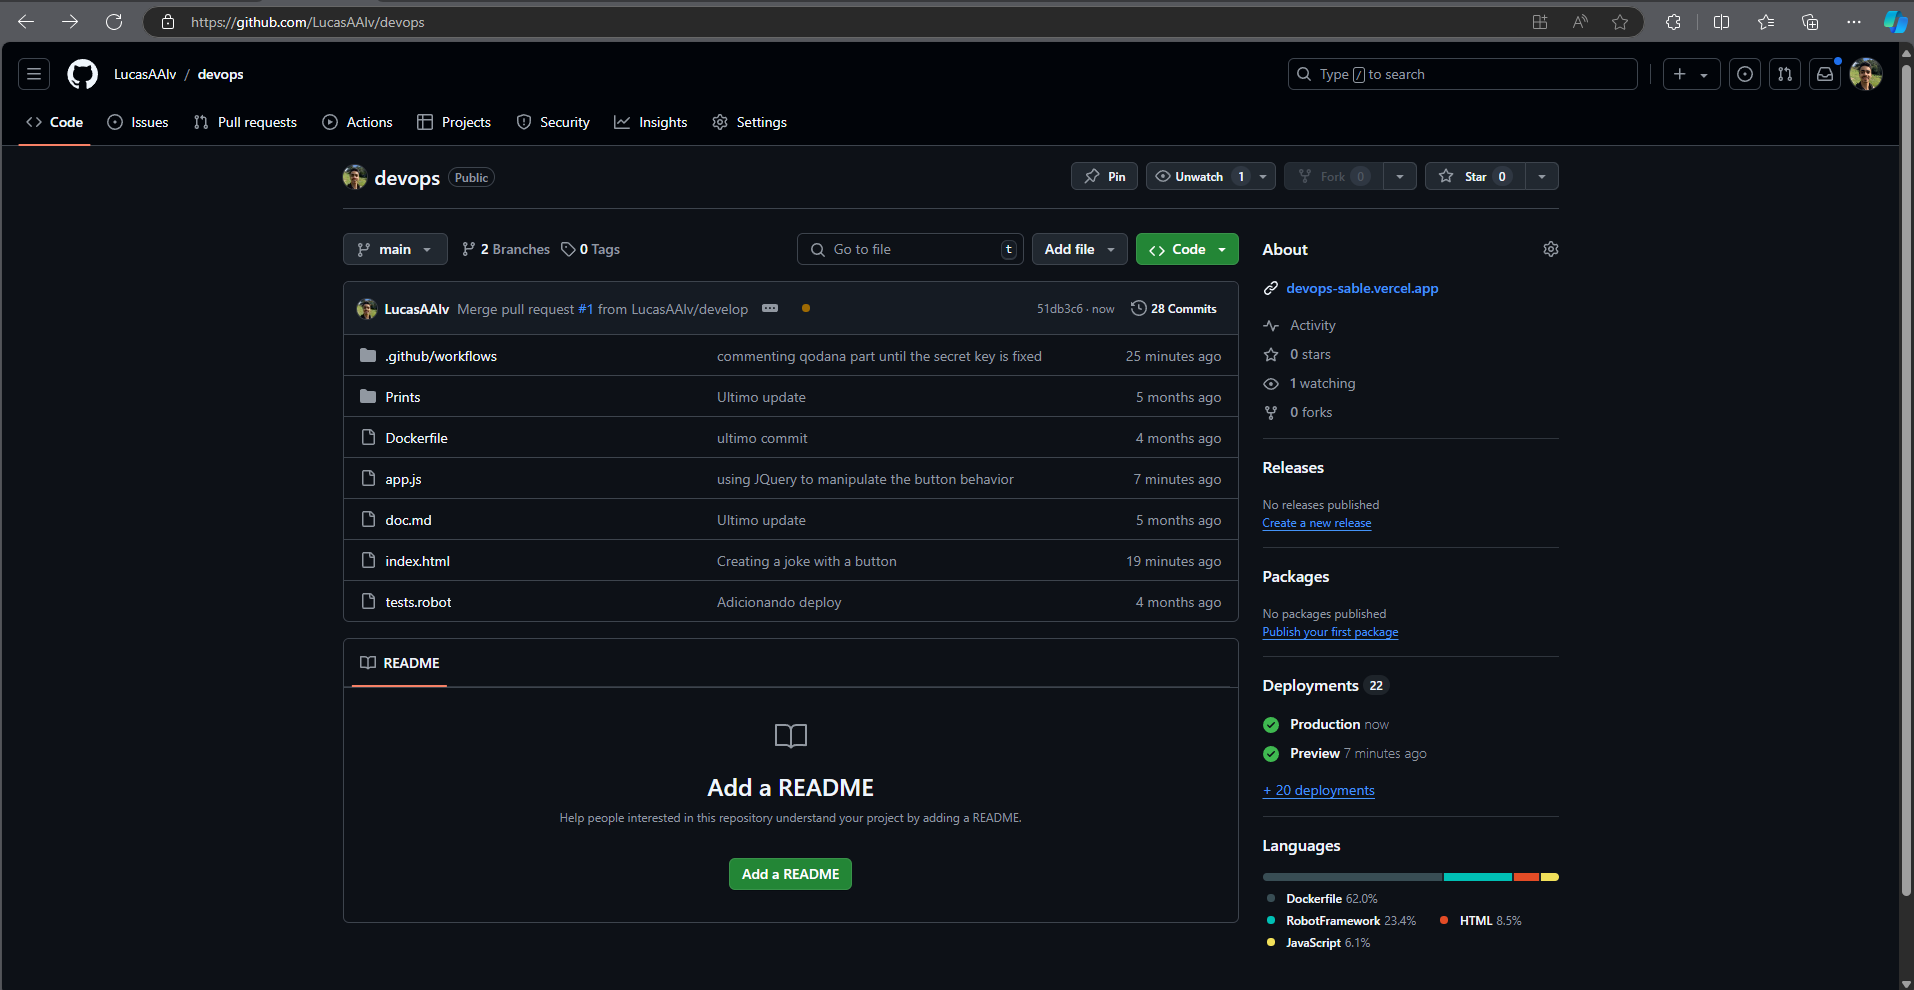 https://github.com/LucasAAlv/devops
LucasAAlv / devops
Type / to search
Code Issues Pull requests Actions Projects Security Insights Settings
devops Public
Pin Unwatch 1 Fork 0 Star 0
main 2 Branches 0 Tags Go to file t Add file Code
LucasAAlv Merge pull request #1 from LucasAAlv/develop 51db3c6 · now 28 Commits
.github/workflows commenting qodana part until the secret key is fixed 25 minutes ago
Prints Ultimo update 5 months ago
Dockerfile ultimo commit 4 months ago
app.js using JQuery to manipulate the button behavior 7 minutes ago
doc.md Ultimo update 5 months ago
index.html Creating a joke with a button 19 minutes ago
tests.robot Adicionando deploy 4 months ago
README
Add a README
Help people interested in this repository understand your project by adding a README.
Add a README
About
devops-sable.vercel.app
Activity
0 stars
1 watching
0 forks
Releases
No releases published
Create a new release
Packages
No packages published
Publish your first package
Deployments 22
Production now
Preview 7 minutes ago
+ 20 deployments
Languages
Dockerfile 62.0%
RobotFramework 23.4% HTML 8.5%
JavaScript 6.1%